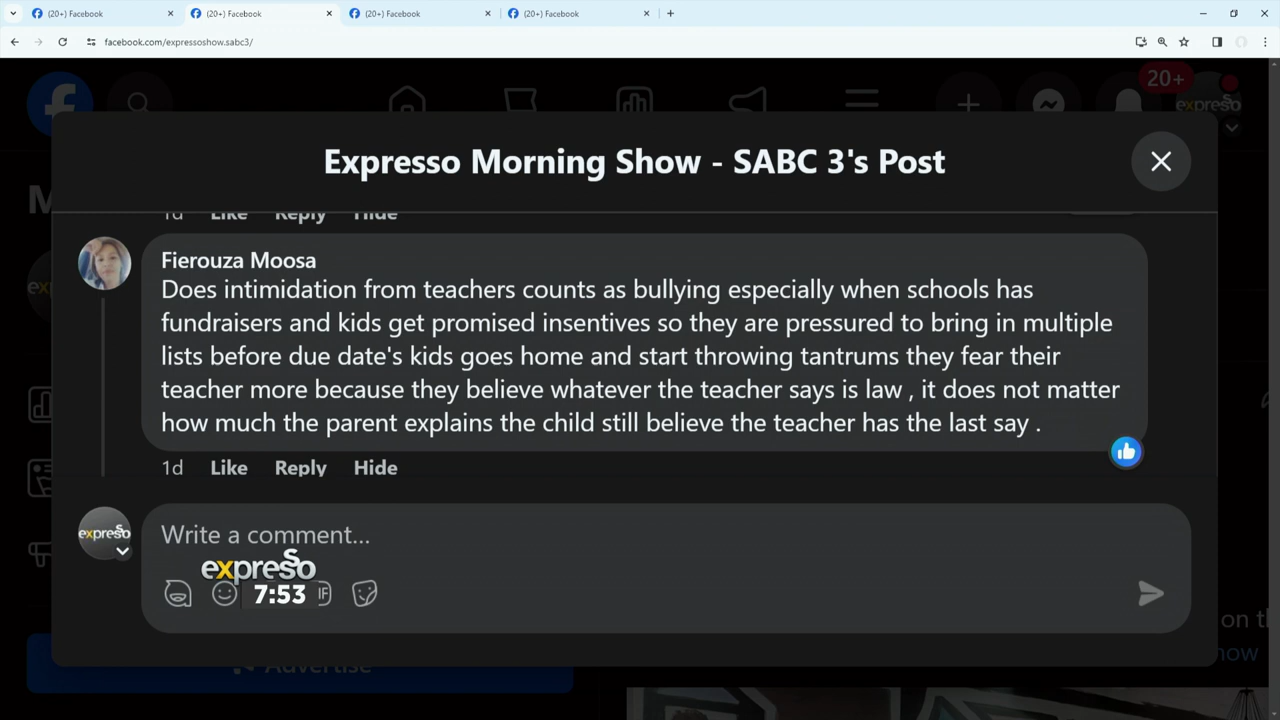 (20+) Facebook
(20+) Facebook
(20+) Facebook
(20+) Facebook
facebook.com/expressoshow.sabc3/
20+
expresso
Expresso Morning Show - SABC 3's Post
1d Like Reply Hide
Fierouza Moosa
Does intimidation from teachers counts as bullying especially when schools has
fundraisers and kids get promised insentives so they are pressured to bring in multiple
lists before due date's kids goes home and start throwing tantrums they fear their
teacher more because they believe whatever the teacher says is law , it does not matter
how much the parent explains the child still believe the teacher has the last say .
1d Like Reply Hide
expresso
Write a comment...
expresso
7:53
on th
Advertise